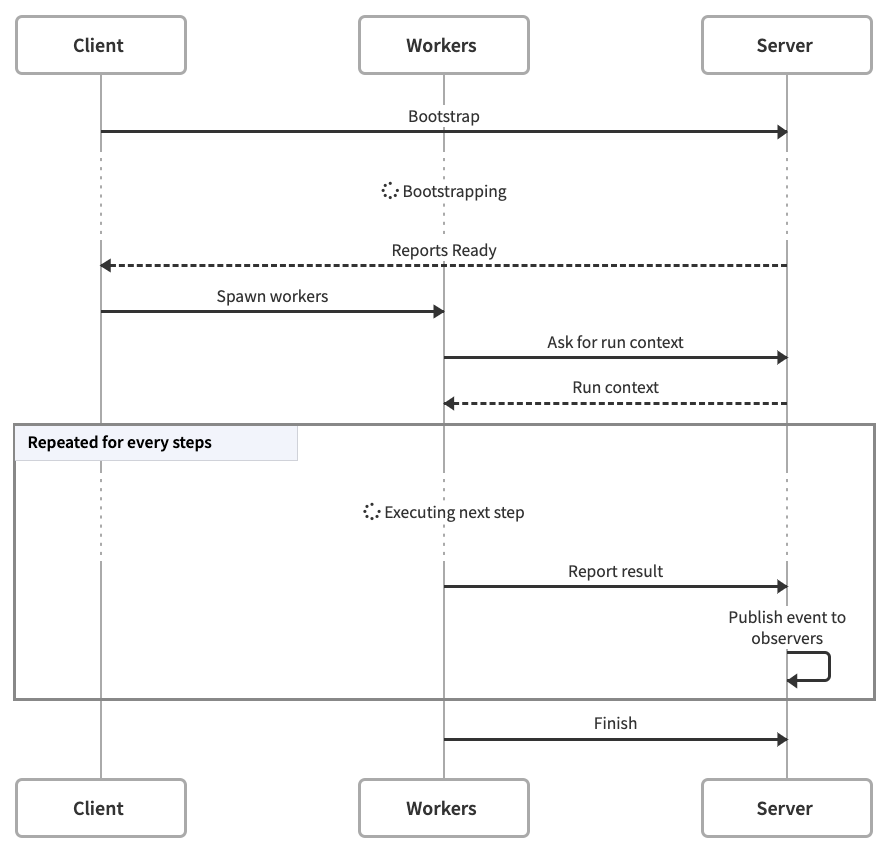 Client
Workers
Server
Bootstrap
Bootstrapping
Reports Ready
Spawn workers
Ask for run context
Run context
Repeated for every steps
Executing next step
Report result
Publish event to
observers
Finish
Client
Workers
Server